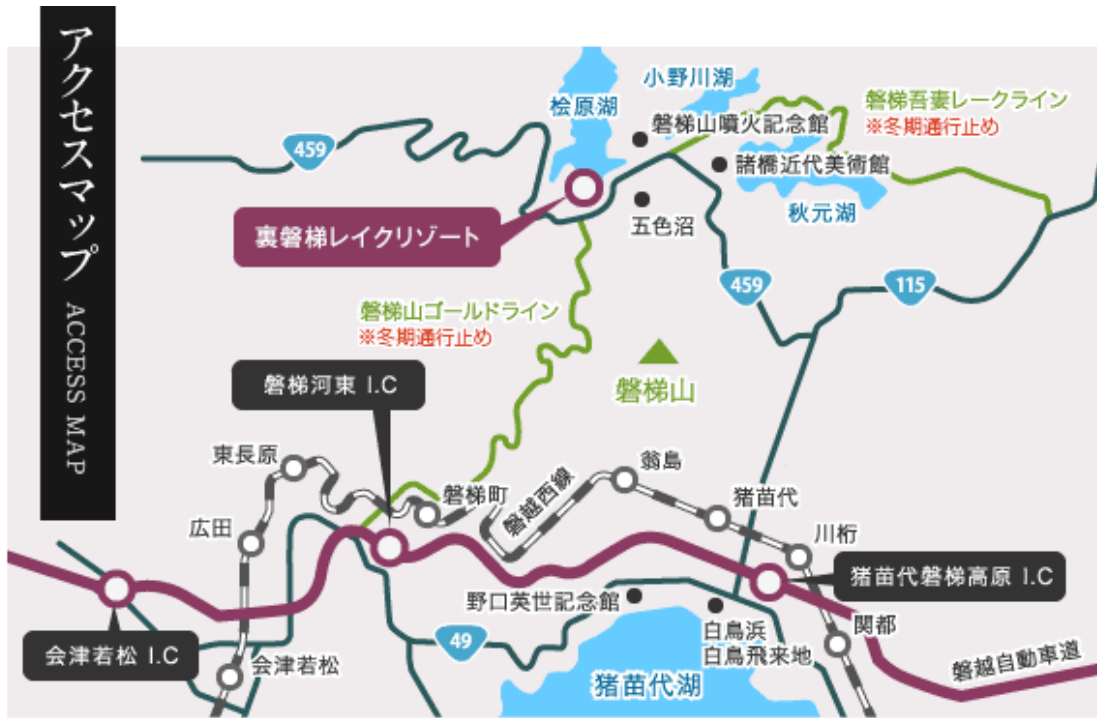 アクセスマップ ACCESS MAP
小野川湖
桧原湖
磐梯吾妻レークライン
※冬期通行止め
磐梯山噴火記念館
459
諸橋近代美術館
秋元湖
五色沼
裏磐梯レイクリゾート
459
115
磐梯山ゴールドライン
※冬期通行止め
磐梯山
磐梯河東 I.C
東長原
翁島
磐梯町
磐越西線
猪苗代
広田
川桁
猪苗代磐梯高原 I.C
野口英世記念館
白鳥浜
白鳥飛来地
関都
49
会津若松 I.C
会津若松
猪苗代湖
磐越自動車道